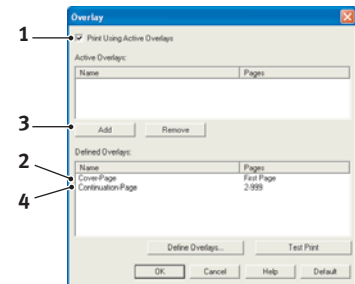 Overlay
1
Print Using Active Overlays
Active Overlays:
Name Pages
3
Add Remove
Defined Overlays:
Name Pages
2
Cover-Page First Page
4
Continuation-Page 2-999
Define Overlays... Test Print
OK Cancel Help Default